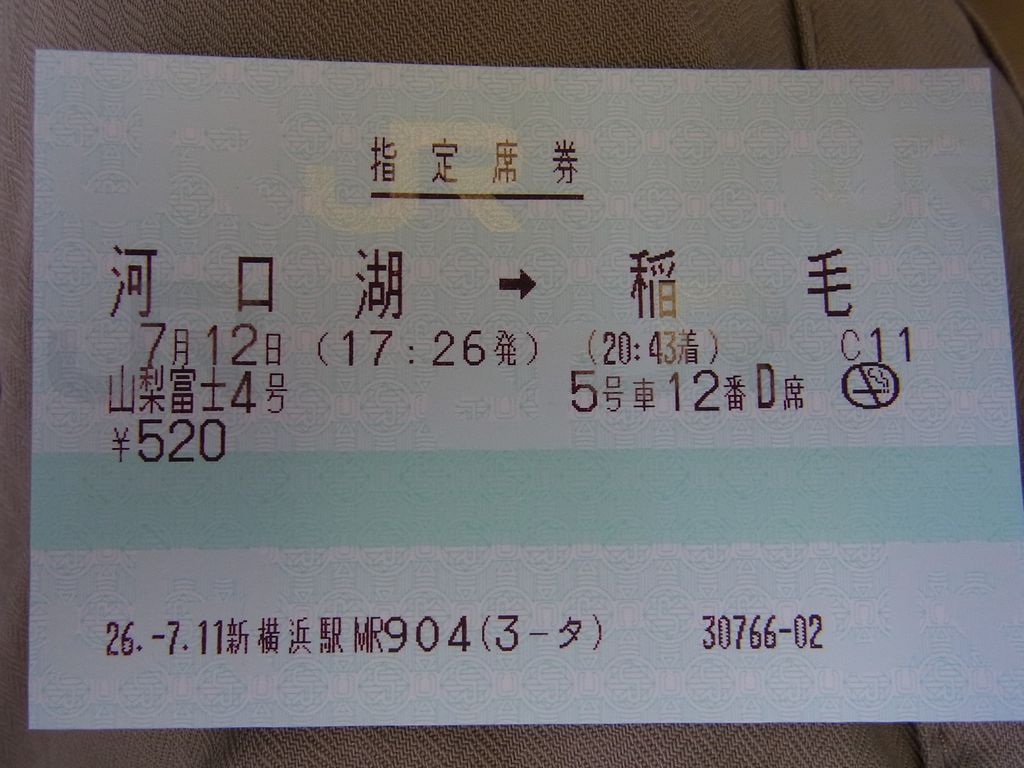 指定席券
河口湖 → 稲毛
7月12日 (17:26発) (20:43着) C11
山梨富士4号 5号車12番D席
¥520
26.-7.11新横浜駅MR904(3-タ) 30766-02